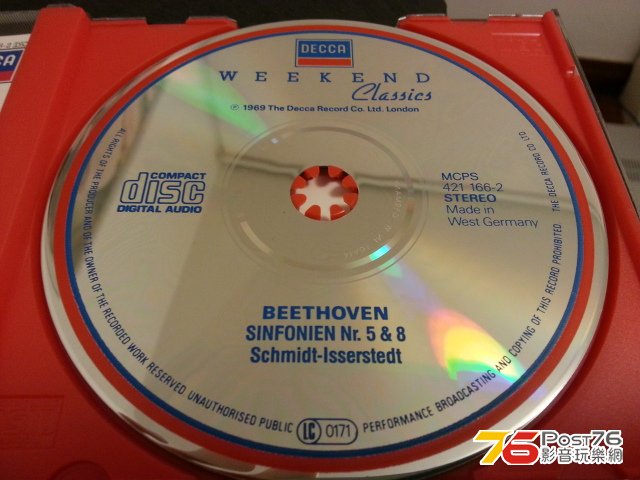 DECCA
WEEKEND
Classics
℗ 1969 The Decca Record Co. Ltd. London
COMPACT
disc
DIGITAL AUDIO
MCPS
421 166-2
STEREO
Made in
West Germany
BEETHOVEN
SINFONIEN Nr. 5 & 8
Schmidt-Isserstedt
ALL RIGHTS OF THE PRODUCER AND OF THE OWNER OF THE RECORDED WORK RESERVED UNAUTHORISED PUBLIC PERFORMANCE BROADCASTING AND COPYING OF THIS RECORD PROHIBITED THE DECCA RECORD CO LTD.
LC 0171
76 Post76
影音玩樂網